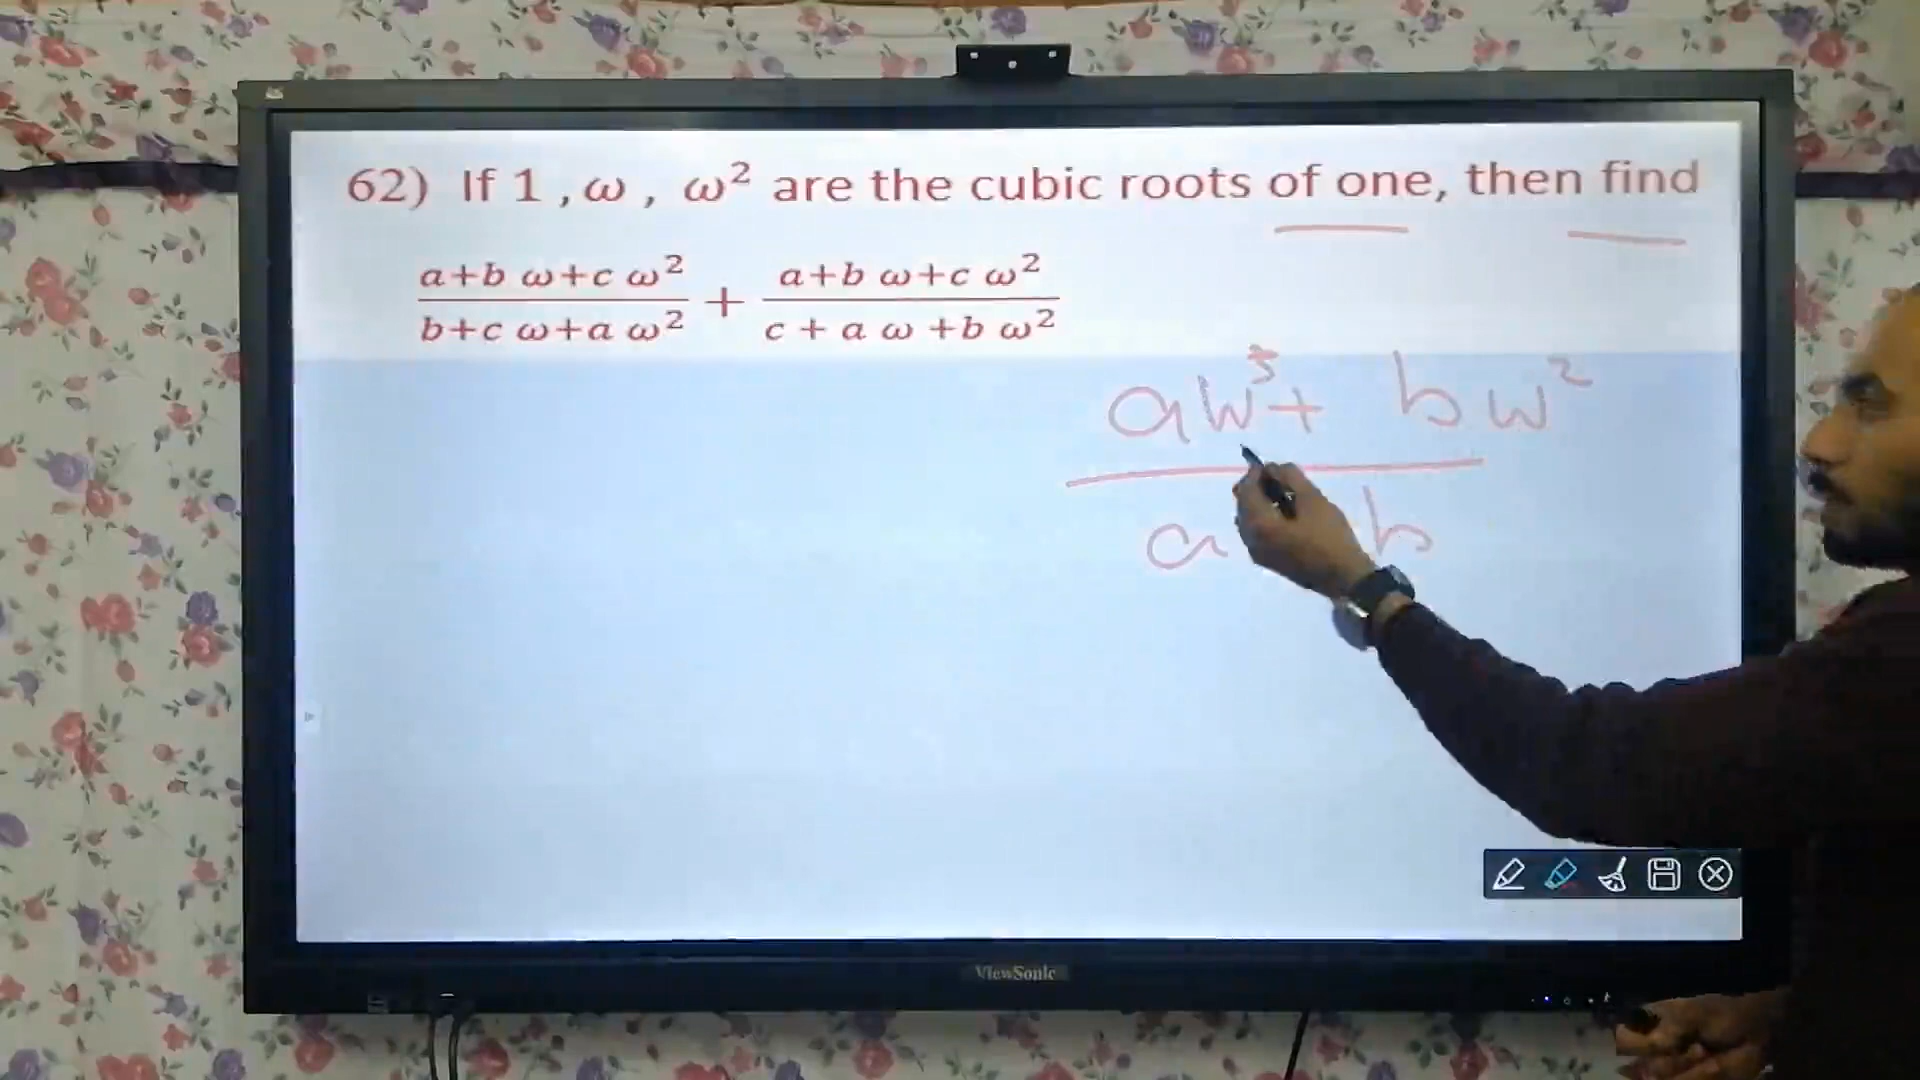 62) If 1 , ω , ω² are the cubic roots of one, then find
a+b ω+c ω² / b+c ω+a ω² + a+b ω+c ω² / c + a ω +b ω²
aw³+ bw²
a b
ViewSonic